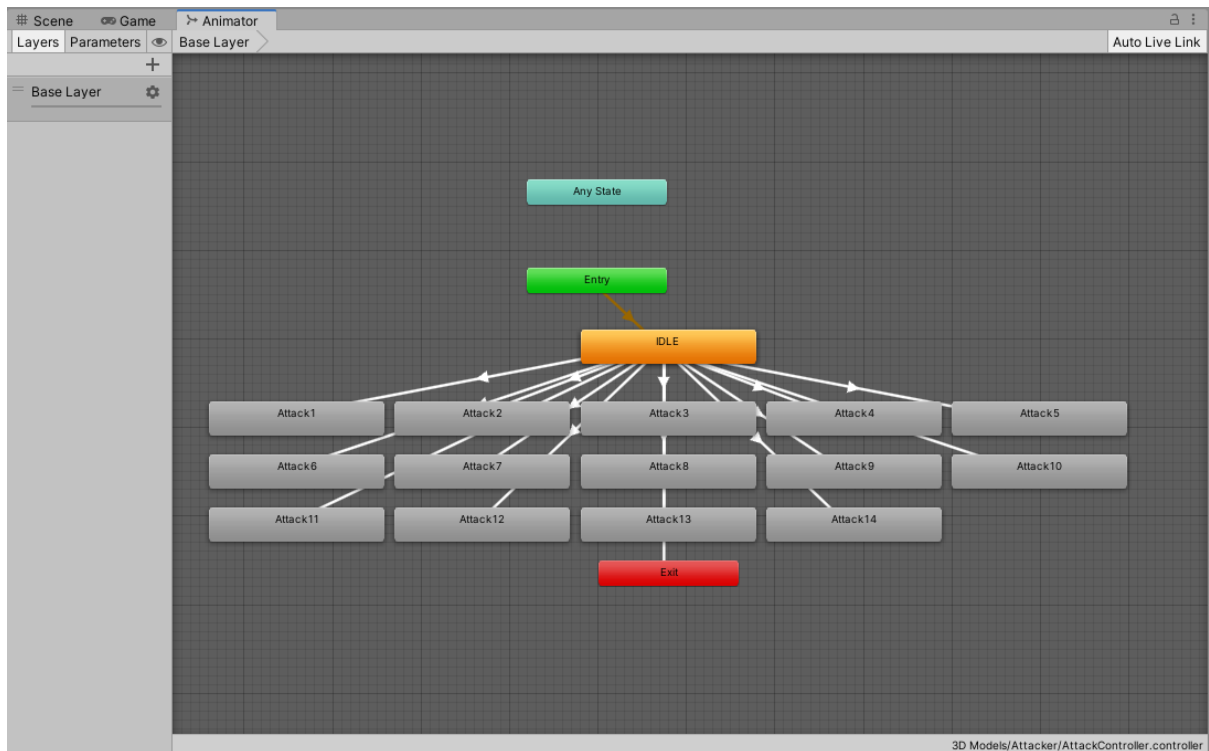 Scene Game Animator
Layers Parameters Base Layer Auto Live Link
Base Layer
Any State
Entry
IDLE
Attack1 Attack2 Attack3 Attack4 Attack5
Attack6 Attack7 Attack8 Attack9 Attack10
Attack11 Attack12 Attack13 Attack14
Exit
3D Models/Attacker/AttackController.controller